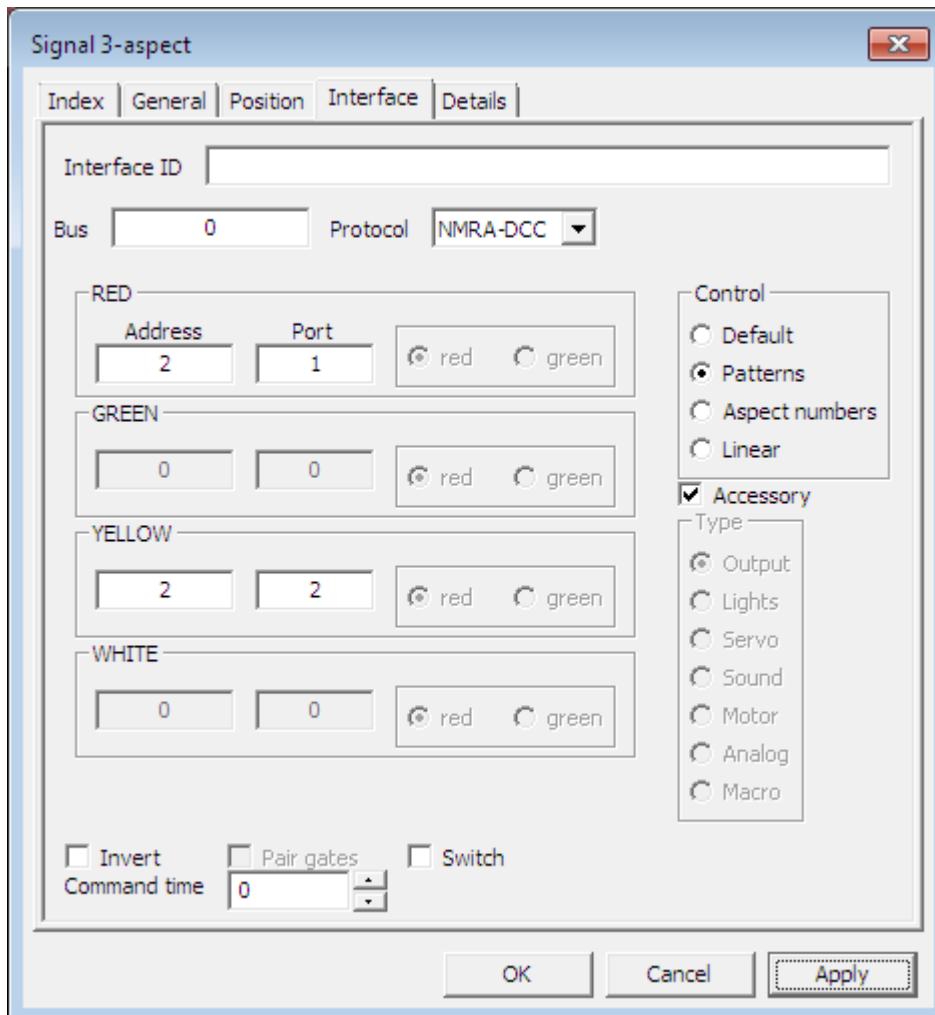 Signal 3-aspect
Index General Position Interface Details
Interface ID
Bus 0 Protocol NMRA-DCC
RED Control
Address Port Default
2 1 red green
Patterns
GREEN Aspect numbers
0 0 red green Linear
Accessory
YELLOW Type
2 2 red green Output
Lights
WHITE Servo
0 0 red green Sound
Motor
Analog
Macro
Invert Pair gates Switch
Command time 0
OK Cancel Apply